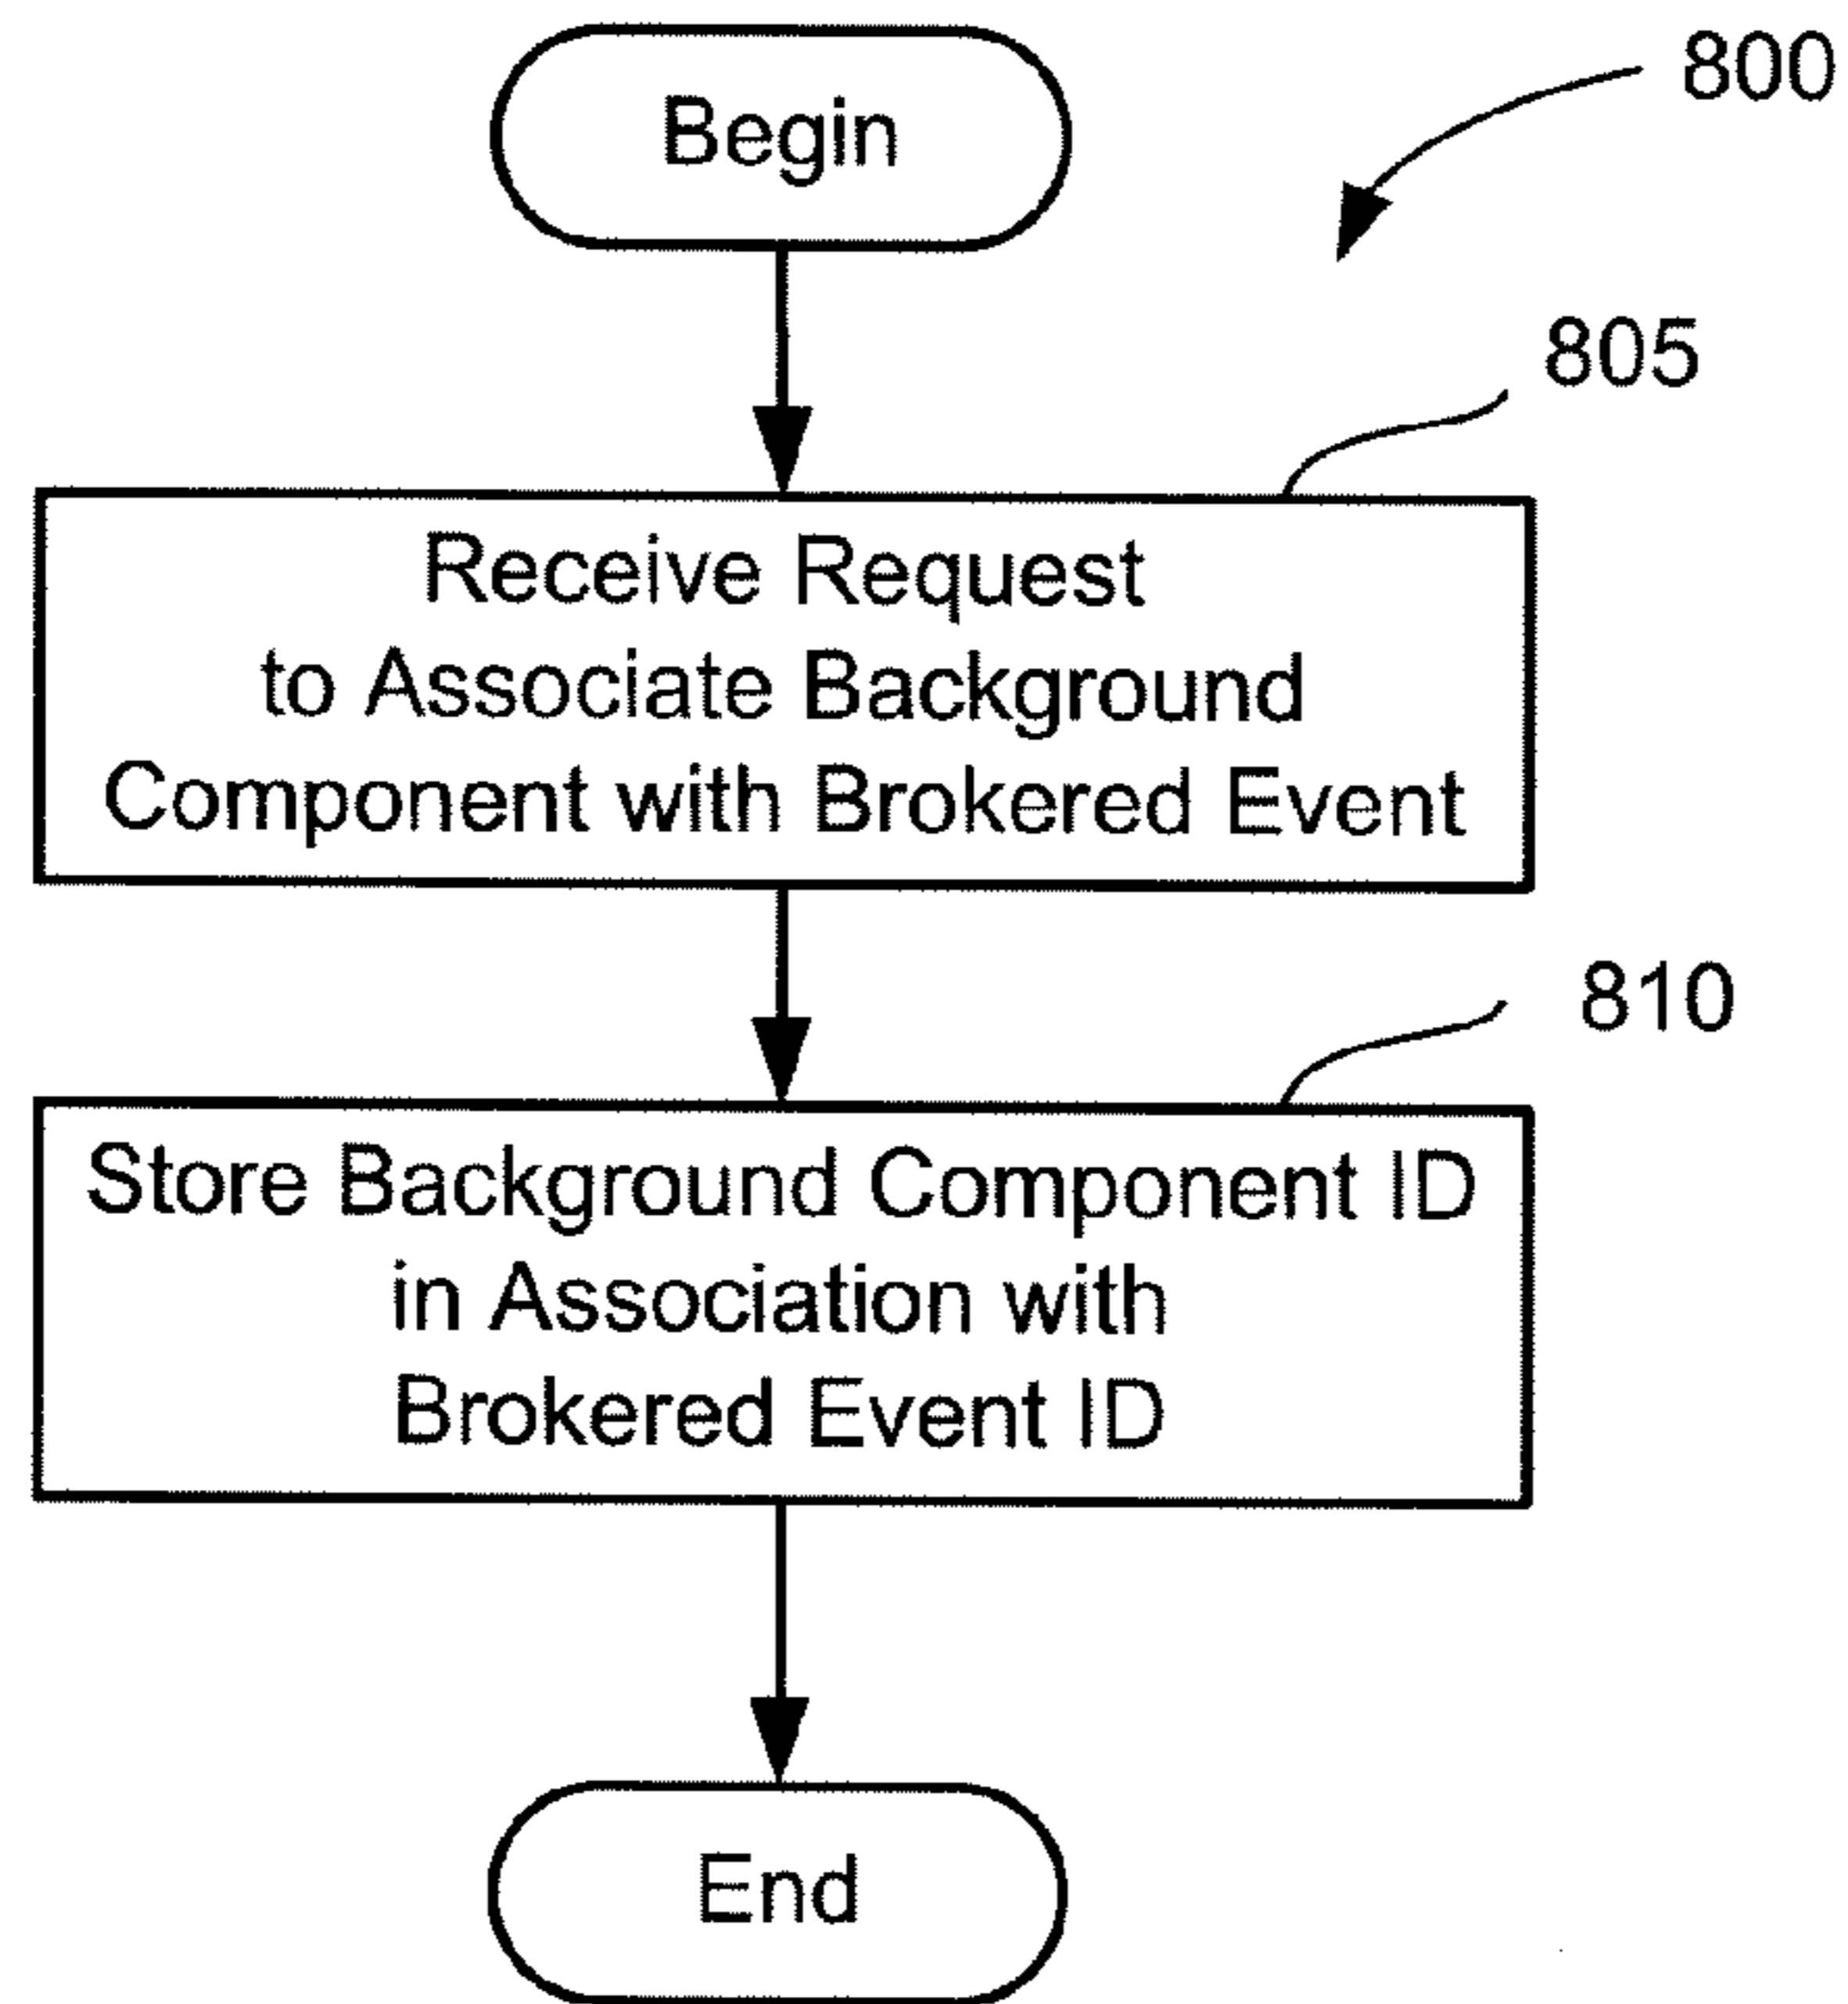 Begin
800
805
Receive Request
to Associate Background
Component with Brokered Event
810
Store Background Component ID
in Association with
Brokered Event ID
End